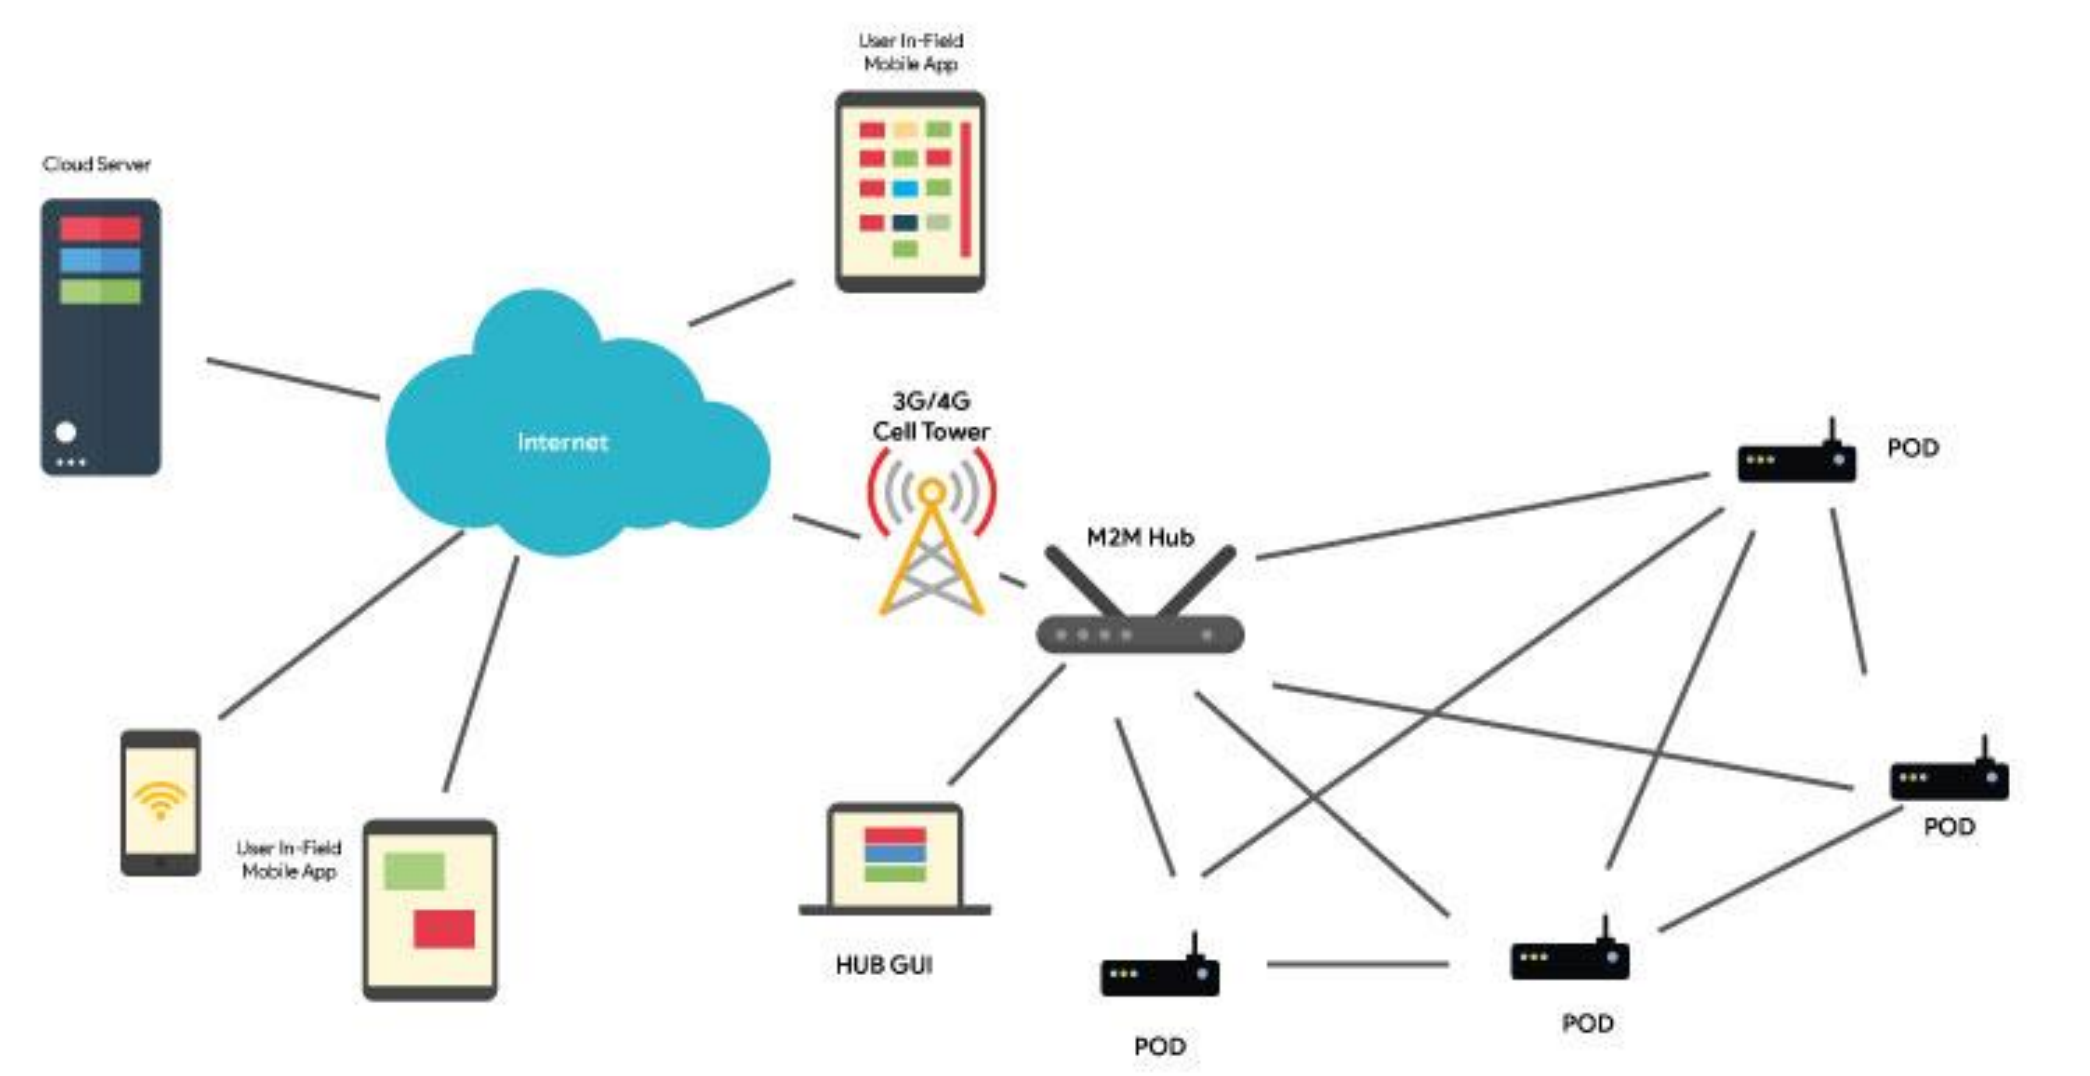 User In-Field
Mobile App
Cloud Server
Internet
3G/4G
Cell Tower
M2M Hub
POD
POD
User In-Field
Mobile App
HUB GUI
POD
POD